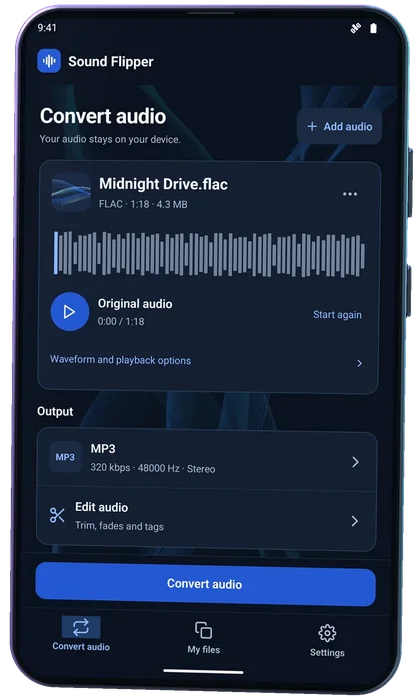 9:41
Sound Flipper
Convert audio
Your audio stays on your device.
+ Add audio
Midnight Drive.flac
FLAC · 1:18 · 4.3 MB
Original audio
0:00 / 1:18
Start again
Waveform and playback options
Output
MP3
MP3
320 kbps · 48000 Hz · Stereo
Edit audio
Trim, fades and tags
Convert audio
Convert audio
My files
Settings